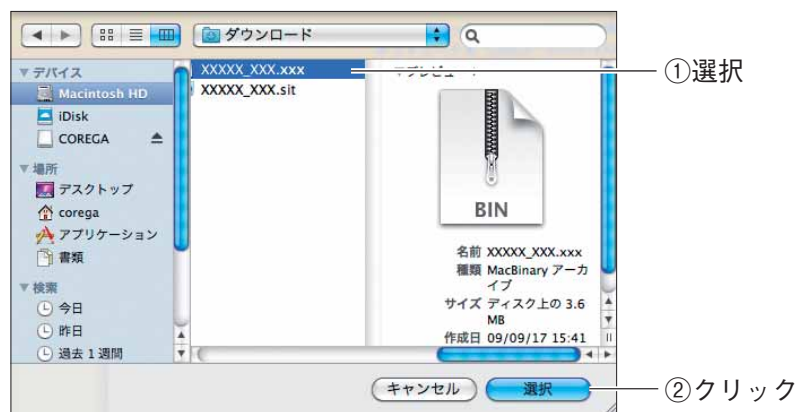 ダウンロード
デバイス
Macintosh HD
iDisk
COREGA
場所
デスクトップ
corega
アプリケーション
書類
検索
今日
昨日
過去 1 週間
XXXXX_XXX.xxx
XXXXX_XXX.sit
プレビュー：
BIN
名前 XXXXX_XXX.xxx
種類 MacBinary アーカ
イブ
サイズ ディスク上の 3.6
MB
作成日 09/09/17 15:41
キャンセル
選択
①選択
②クリック